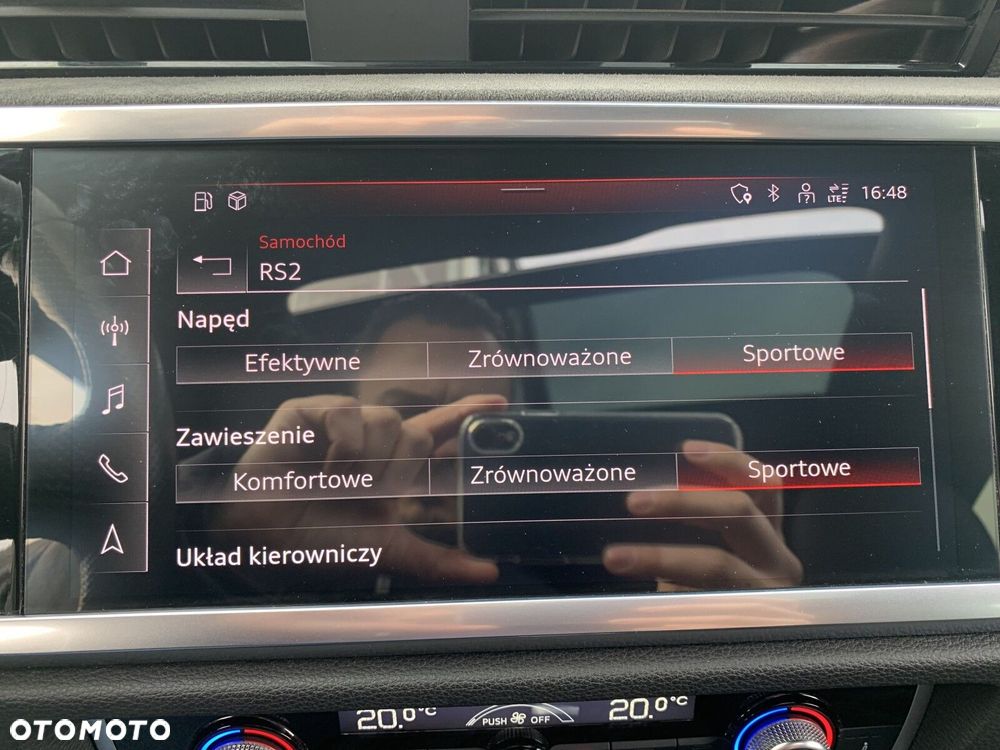 LTE 16:48
Samochód
RS2
Napęd
Efektywne Zrównoważone Sportowe
Zawieszenie
Komfortowe Zrównoważone Sportowe
Układ kierowniczy
20.0°C PUSH OFF 20.0°C
OTOMOTO